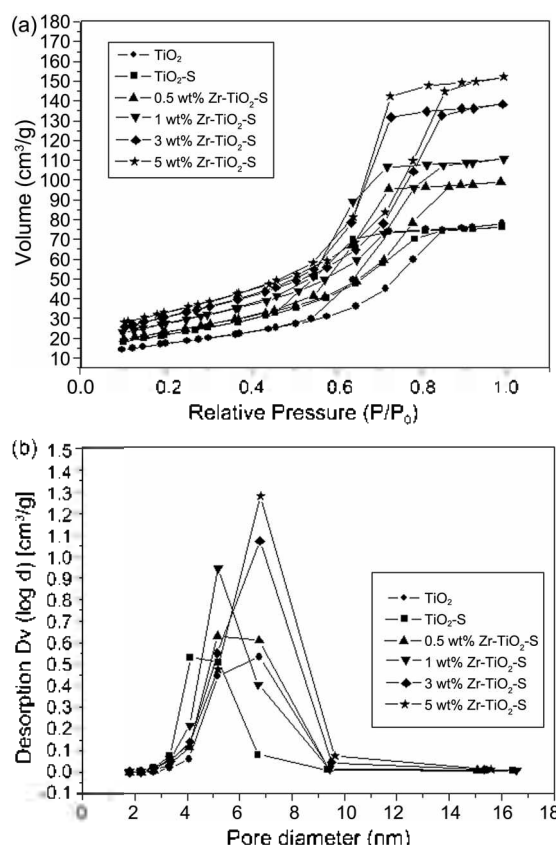 (a)
180
170
160
150
140
130
120
110
100
90
80
70
60
50
40
30
20
10
Volume (cm³/g)
TiO₂
TiO₂-S
0.5 wt% Zr-TiO₂-S
1 wt% Zr-TiO₂-S
3 wt% Zr-TiO₂-S
5 wt% Zr-TiO₂-S
0.0 0.2 0.4 0.6 0.8 1.0
Relative Pressure (P/P₀)
(b)
1.5
1.4
1.3
1.2
1.1
1.0
0.9
0.8
0.7
0.6
0.5
0.4
0.3
0.2
0.1
0.0
0.1
Desorption Dv (log d) [cm³/g]
TiO₂
TiO₂-S
0.5 wt% Zr-TiO₂-S
1 wt% Zr-TiO₂-S
3 wt% Zr-TiO₂-S
5 wt% Zr-TiO₂-S
0 2 4 6 8 10 12 14 16 18
Pore diameter (nm)